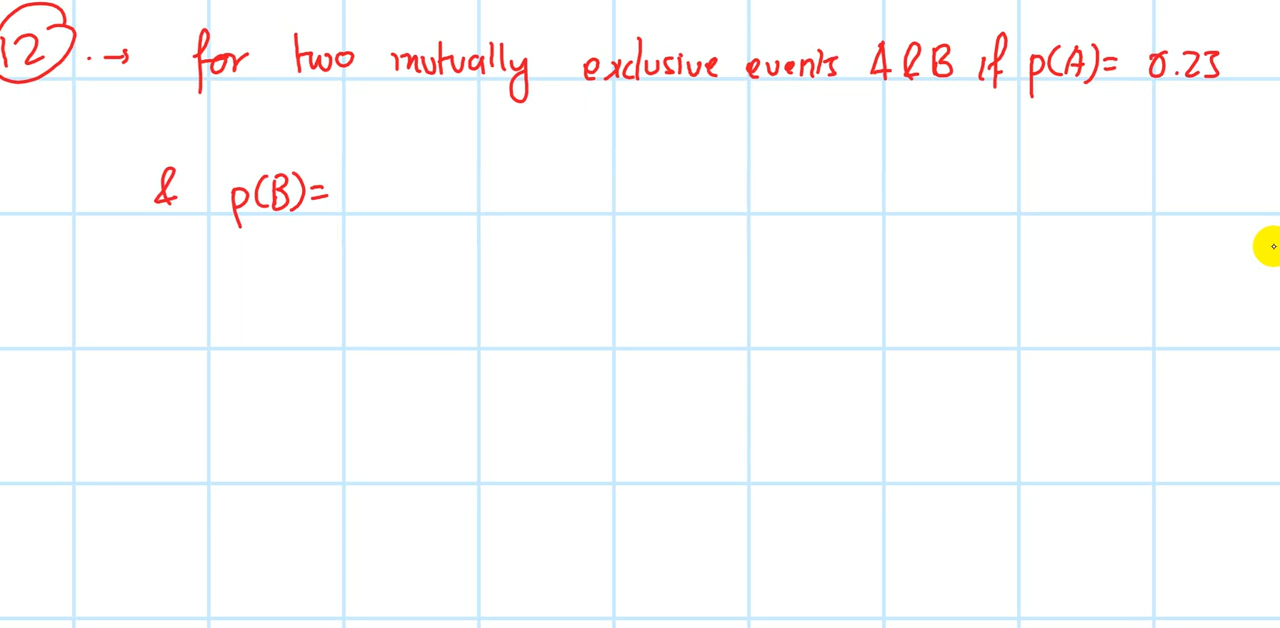 12 .→ for two mutually exclusive events A & B if p(A)= 0.23
& p(B)=